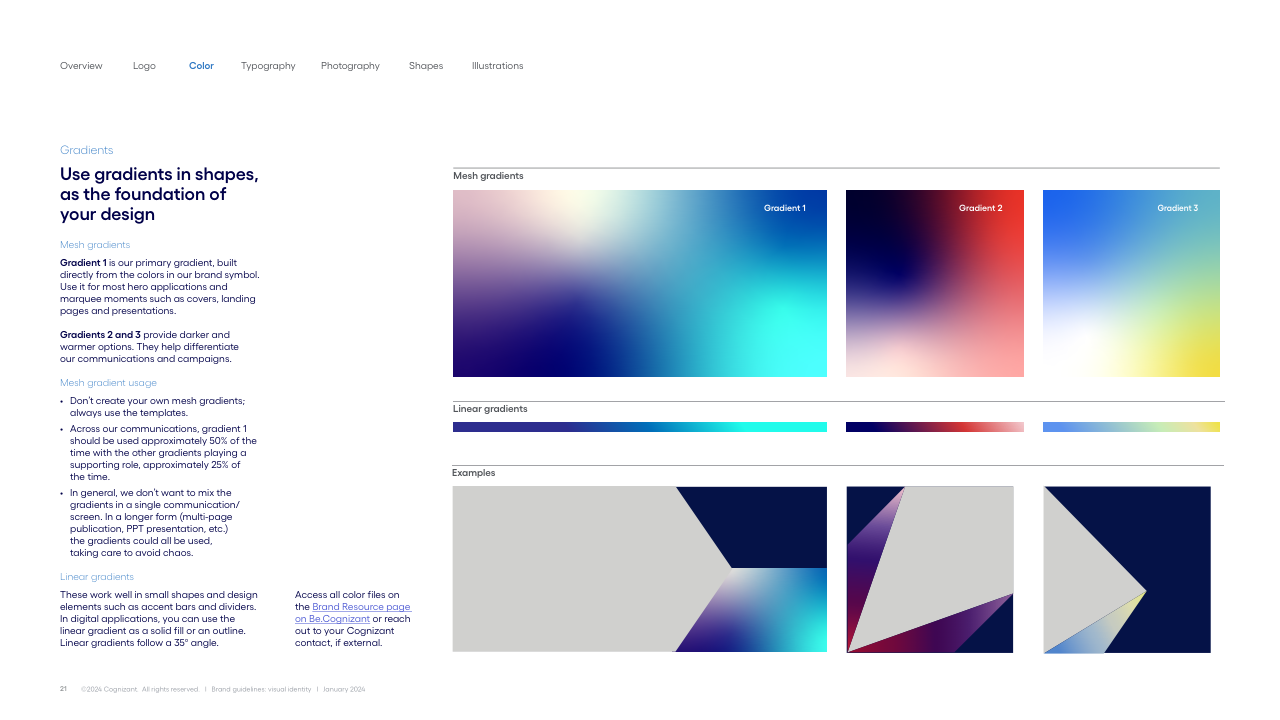 Overview Logo Color Typography Photography Shapes Illustrations
Gradients
Use gradients in shapes,
as the foundation of
your design
Mesh gradients
Gradient 1 is our primary gradient, built
directly from the colors in our brand symbol.
Use it for most hero applications and
marquee moments such as covers, landing
pages and presentations.
Gradients 2 and 3 provide darker and
warmer options. They help differentiate
our communications and campaigns.
Mesh gradient usage
• Don't create your own mesh gradients;
always use the templates.
• Across our communications, gradient 1
should be used approximately 50% of the
time with the other gradients playing a
supporting role, approximately 25% of
the time.
• In general, we don't want to mix the
gradients in a single communication/
screen. In a longer form (multi-page
publication, PPT presentation, etc.)
the gradients could all be used,
taking care to avoid chaos.
Linear gradients
These work well in small shapes and design
elements such as accent bars and dividers.
In digital applications, you can use the
linear gradient as a solid fill or an outline.
Linear gradients follow a 35° angle.
Access all color files on
the Brand Resource page
on Be.Cognizant or reach
out to your Cognizant
contact, if external.
Mesh gradients
Gradient 1
Gradient 2
Gradient 3
Linear gradients
Examples
21 ©2024 Cognizant. All rights reserved. | Brand guidelines: visual identity | January 2024